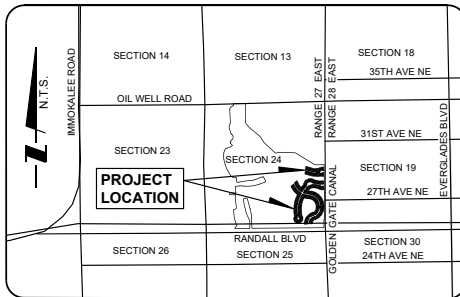 SECTION 14
SECTION 13
SECTION 18
35TH AVE NE
N.T.S.
IMMOKALEE ROAD
OIL WELL ROAD
RANGE 27 EAST
RANGE 28 EAST
EVERGLADES BLVD
31ST AVE NE
SECTION 23
SECTION 24
SECTION 19
PROJECT
LOCATION
27TH AVE NE
GOLDEN GATE CANAL
RANDALL BLVD
SECTION 26
SECTION 25
SECTION 30
24TH AVE NE